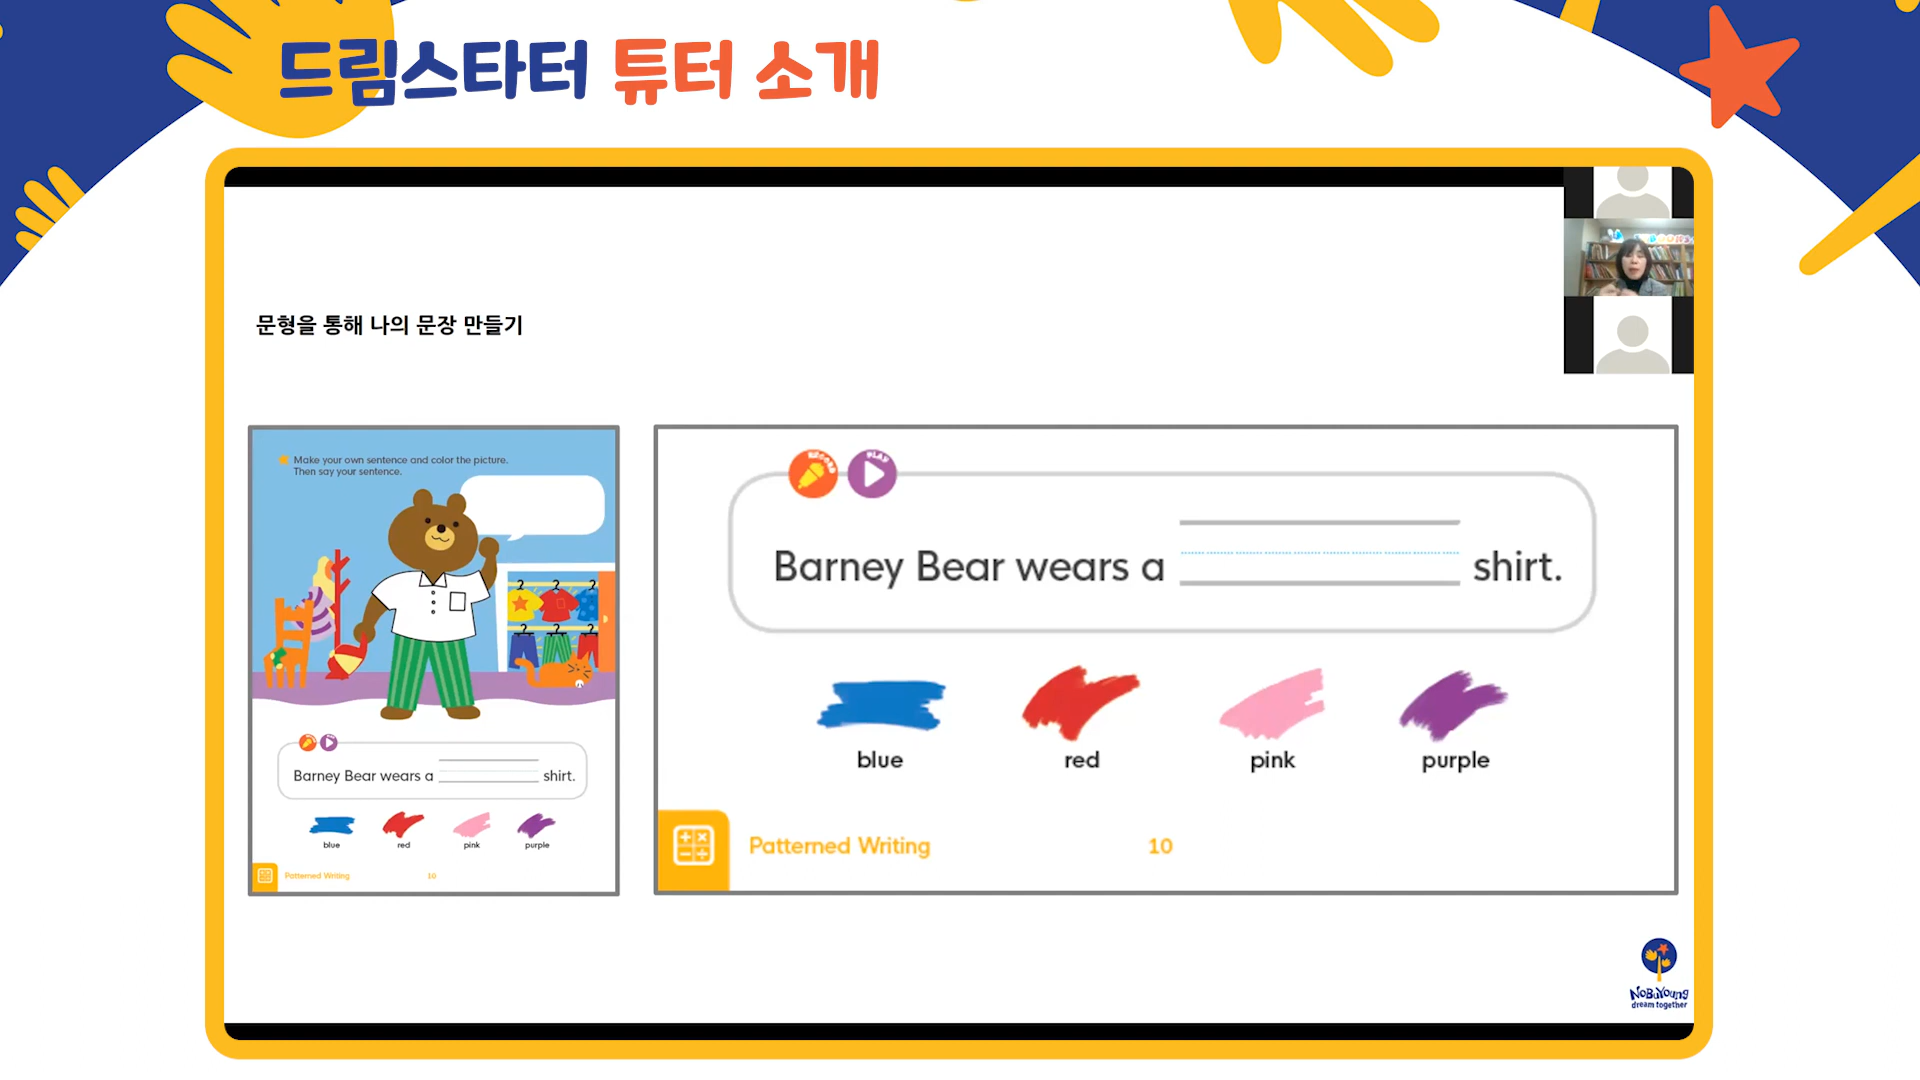 드림스타터 튜터 소개
문형을 통해 나의 문장 만들기
Make your own sentence and color the picture.
Then say your sentence.
Barney Bear wears a shirt.
blue red pink purple
Patterned Writing 10
RECORD PLAY
Barney Bear wears a shirt.
blue red pink purple
Patterned Writing 10
NoBuYoung
dream together